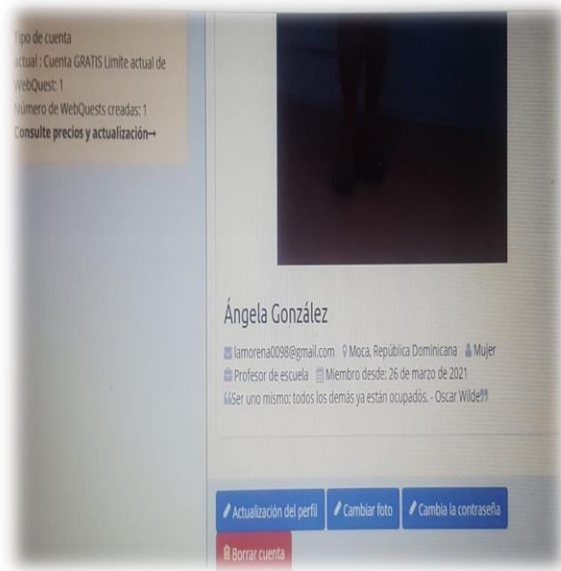 Tipo de cuenta
actual : Cuenta GRATIS Limite actual de
WebQuest: 1
Número de WebQuests creadas: 1
Consulte precios y actualización→
Ángela González
lamorena0098@gmail.com Moca, República Dominicana Mujer
Profesor de escuela Miembro desde: 26 de marzo de 2021
"Ser uno mismo; todos los demás ya están ocupados. - Oscar Wilde"
Actualización del perfil Cambiar foto Cambia la contraseña
Borrar cuenta